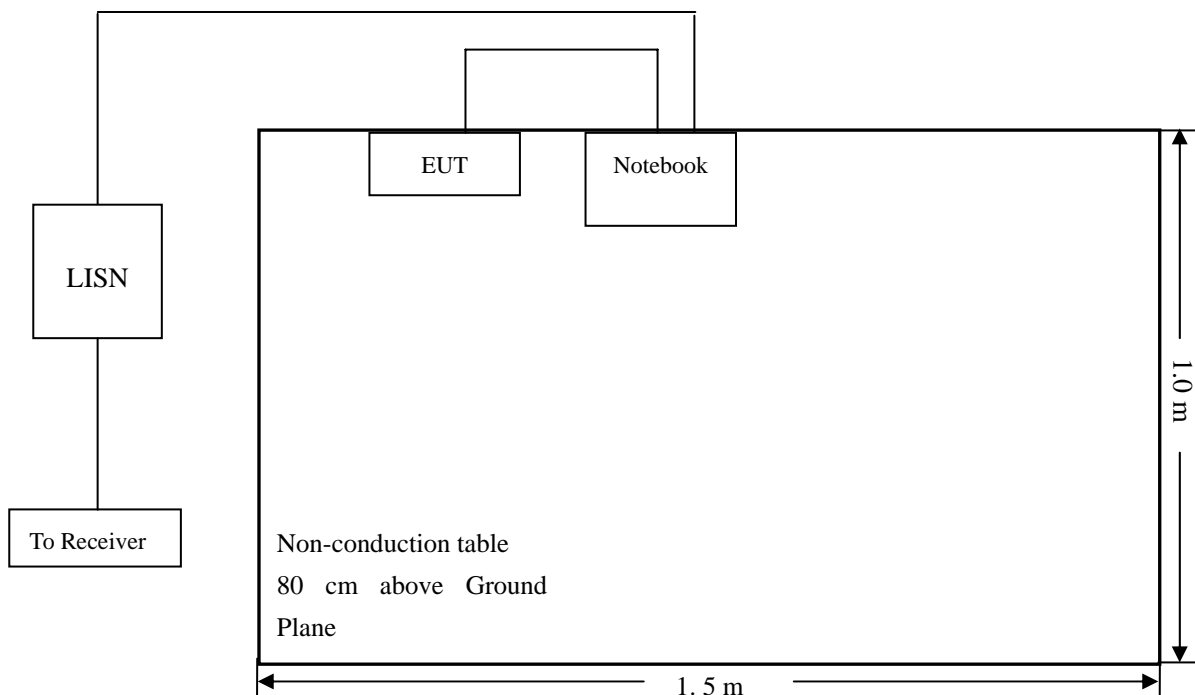 EUT
Notebook
LISN
To Receiver
Non-conduction table
80 cm above Ground
Plane
1.0 m
1. 5 m